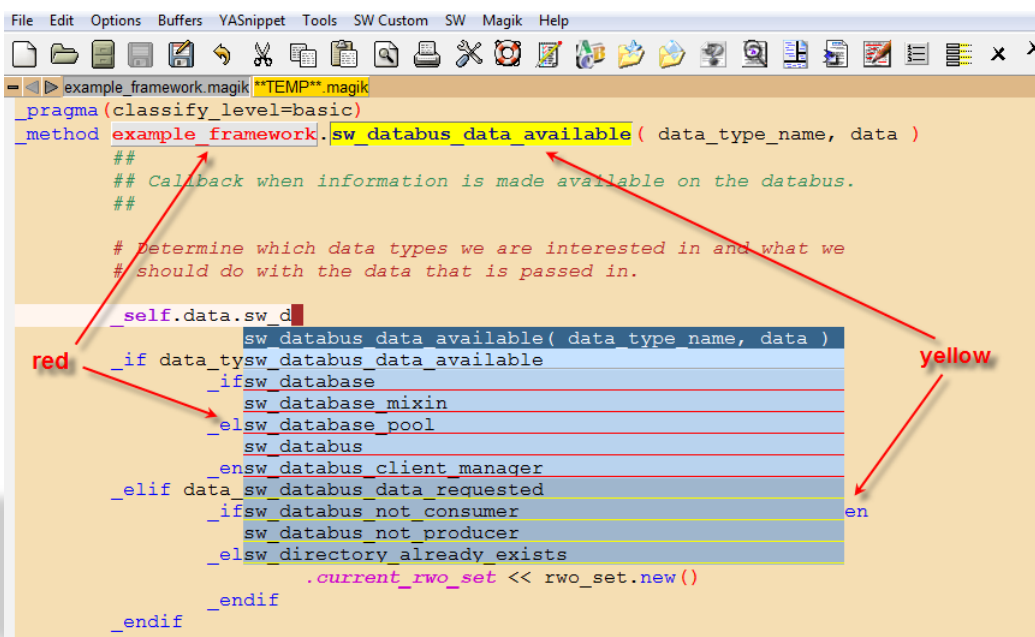 File Edit Options Buffers YASnippet Tools SW Custom SW Magik Help
example_framework.magik **TEMP**.magik
_pragma(classify_level=basic)
_method example_framework.sw_databus_data_available( data_type_name, data )
##
## Callback when information is made available on the databus.
##
# Determine which data types we are interested in and what we
# should do with the data that is passed in.
_self.data.sw_d
sw_databus_data_available( data_type_name, data )
red
_if data_ty sw_databus_data_available
yellow
_if sw_database
sw_database_mixin
_el sw_database_pool
sw_databus
_en sw_databus_client_manager
_elif data_ sw_databus_data_requested
_if sw_databus_not_consumer en
sw_databus_not_producer
_el sw_directory_already_exists
.current_rwo_set << rwo_set.new()
_endif
_endif